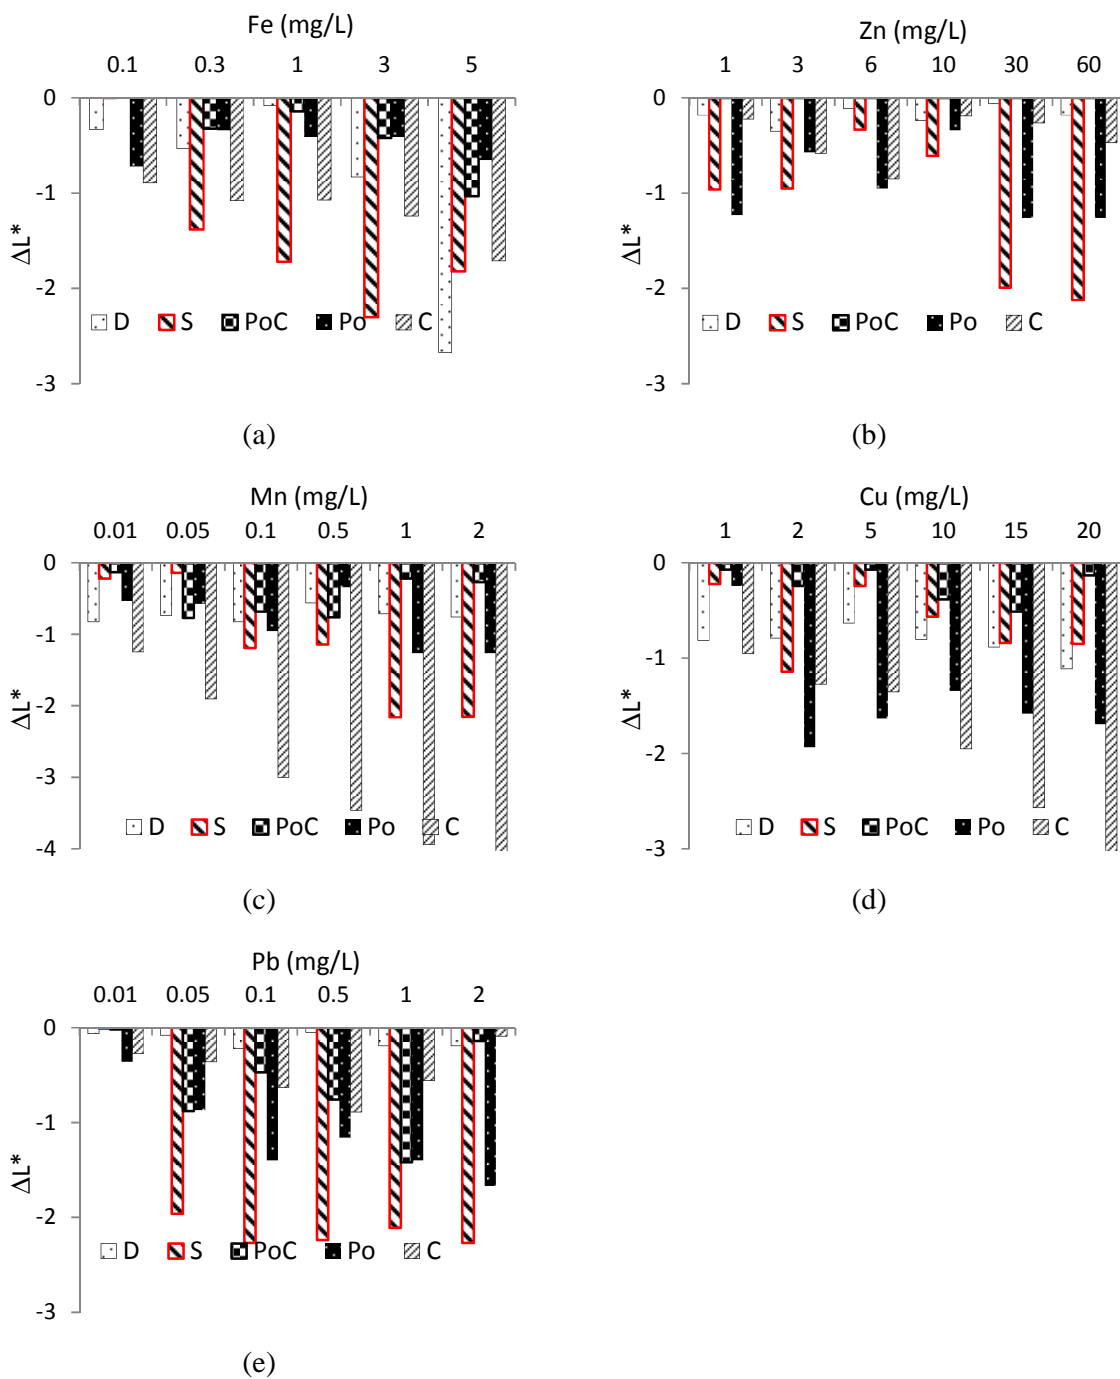 Fe (mg/L)
0.1 0.3 1 3 5
0
-1
-2
-3
ΔL*
D S PoC Po C
(a)
Zn (mg/L)
1 3 6 10 30 60
0
-1
-2
-3
ΔL*
D S PoC Po C
(b)
Mn (mg/L)
0.01 0.05 0.1 0.5 1 2
0
-1
-2
-3
-4
ΔL*
D S PoC Po C
(c)
Cu (mg/L)
1 2 5 10 15 20
0
-1
-2
-3
ΔL*
D S PoC Po C
(d)
Pb (mg/L)
0.01 0.05 0.1 0.5 1 2
0
-1
-2
-3
ΔL*
D S PoC Po C
(e)